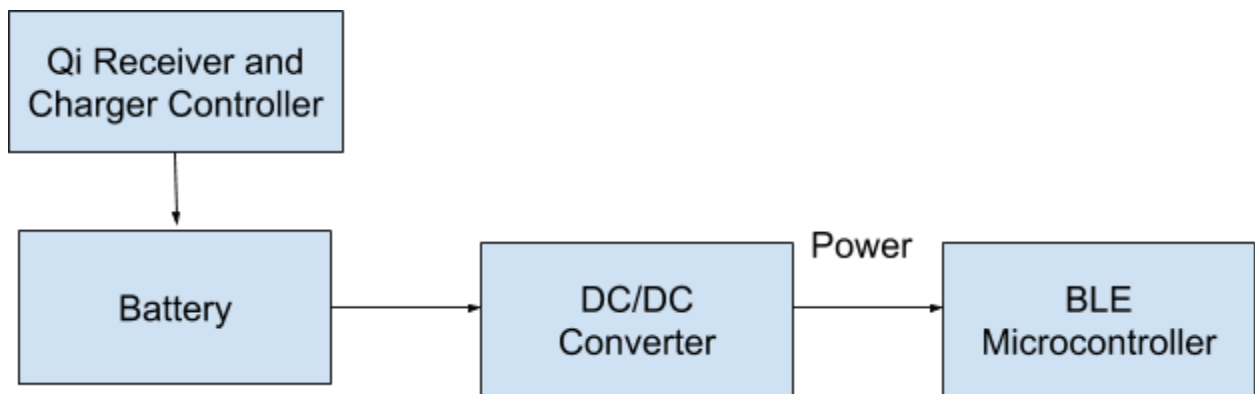 Qi Receiver and
Charger Controller
Battery
DC/DC
Converter
Power
BLE
Microcontroller